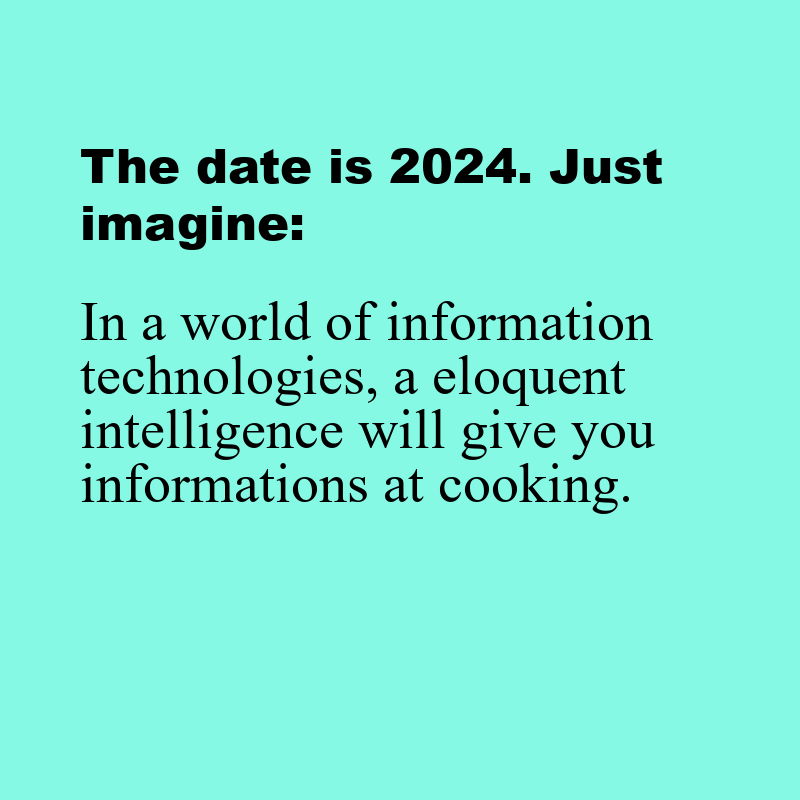 The date is 2024. Just
imagine:
In a world of information
technologies, a eloquent
intelligence will give you
informations at cooking.